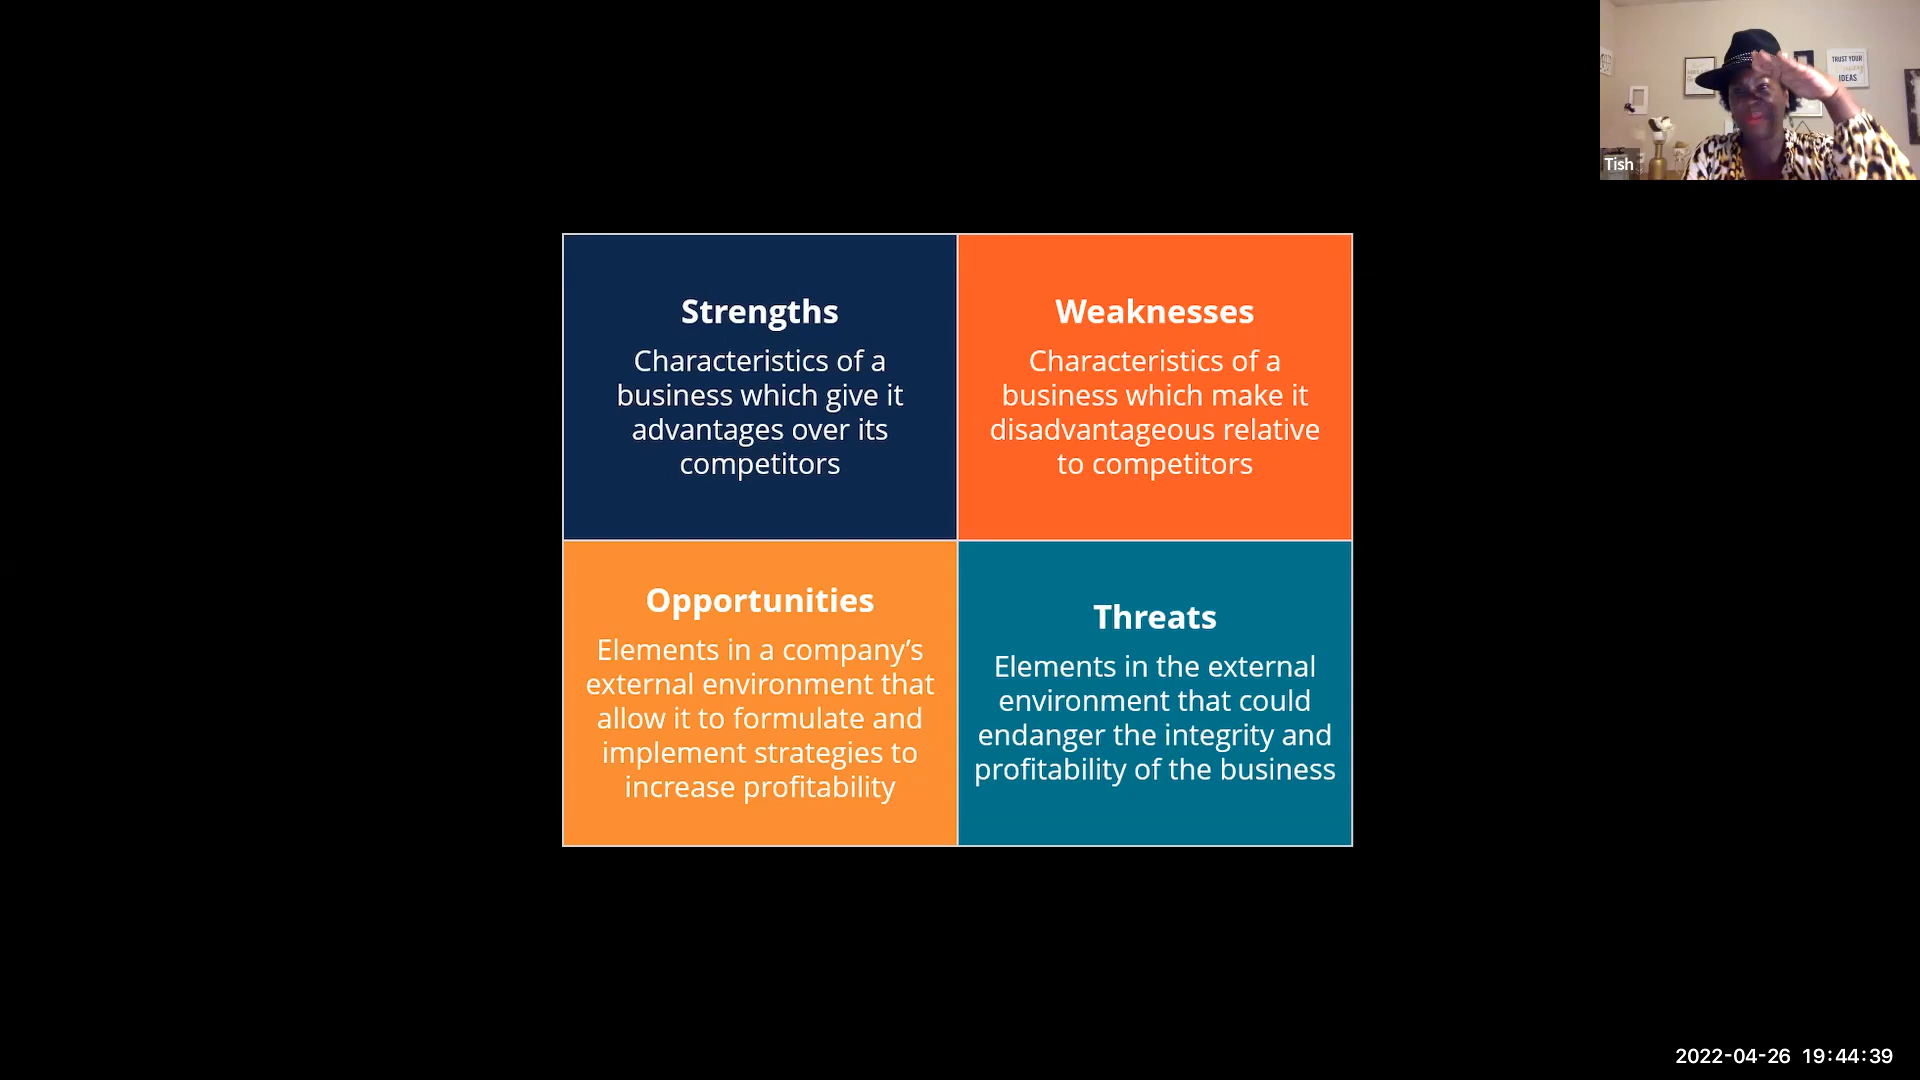 TRUST YOUR
IDEAS
Tish
Strengths
Characteristics of a
business which give it
advantages over its
competitors
Weaknesses
Characteristics of a
business which make it
disadvantageous relative
to competitors
Opportunities
Elements in a company’s
external environment that
allow it to formulate and
implement strategies to
increase profitability
Threats
Elements in the external
environment that could
endanger the integrity and
profitability of the business
2022-04-26 19:44:39